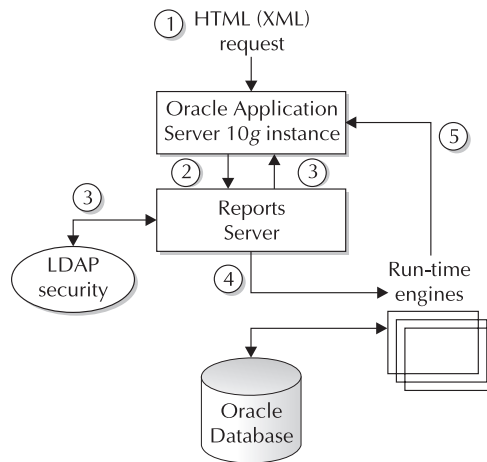 1 HTML (XML)
request
Oracle Application
Server 10g instance
5
2
3
3
Reports
Server
LDAP
security
4
Run-time
engines
Oracle
Database